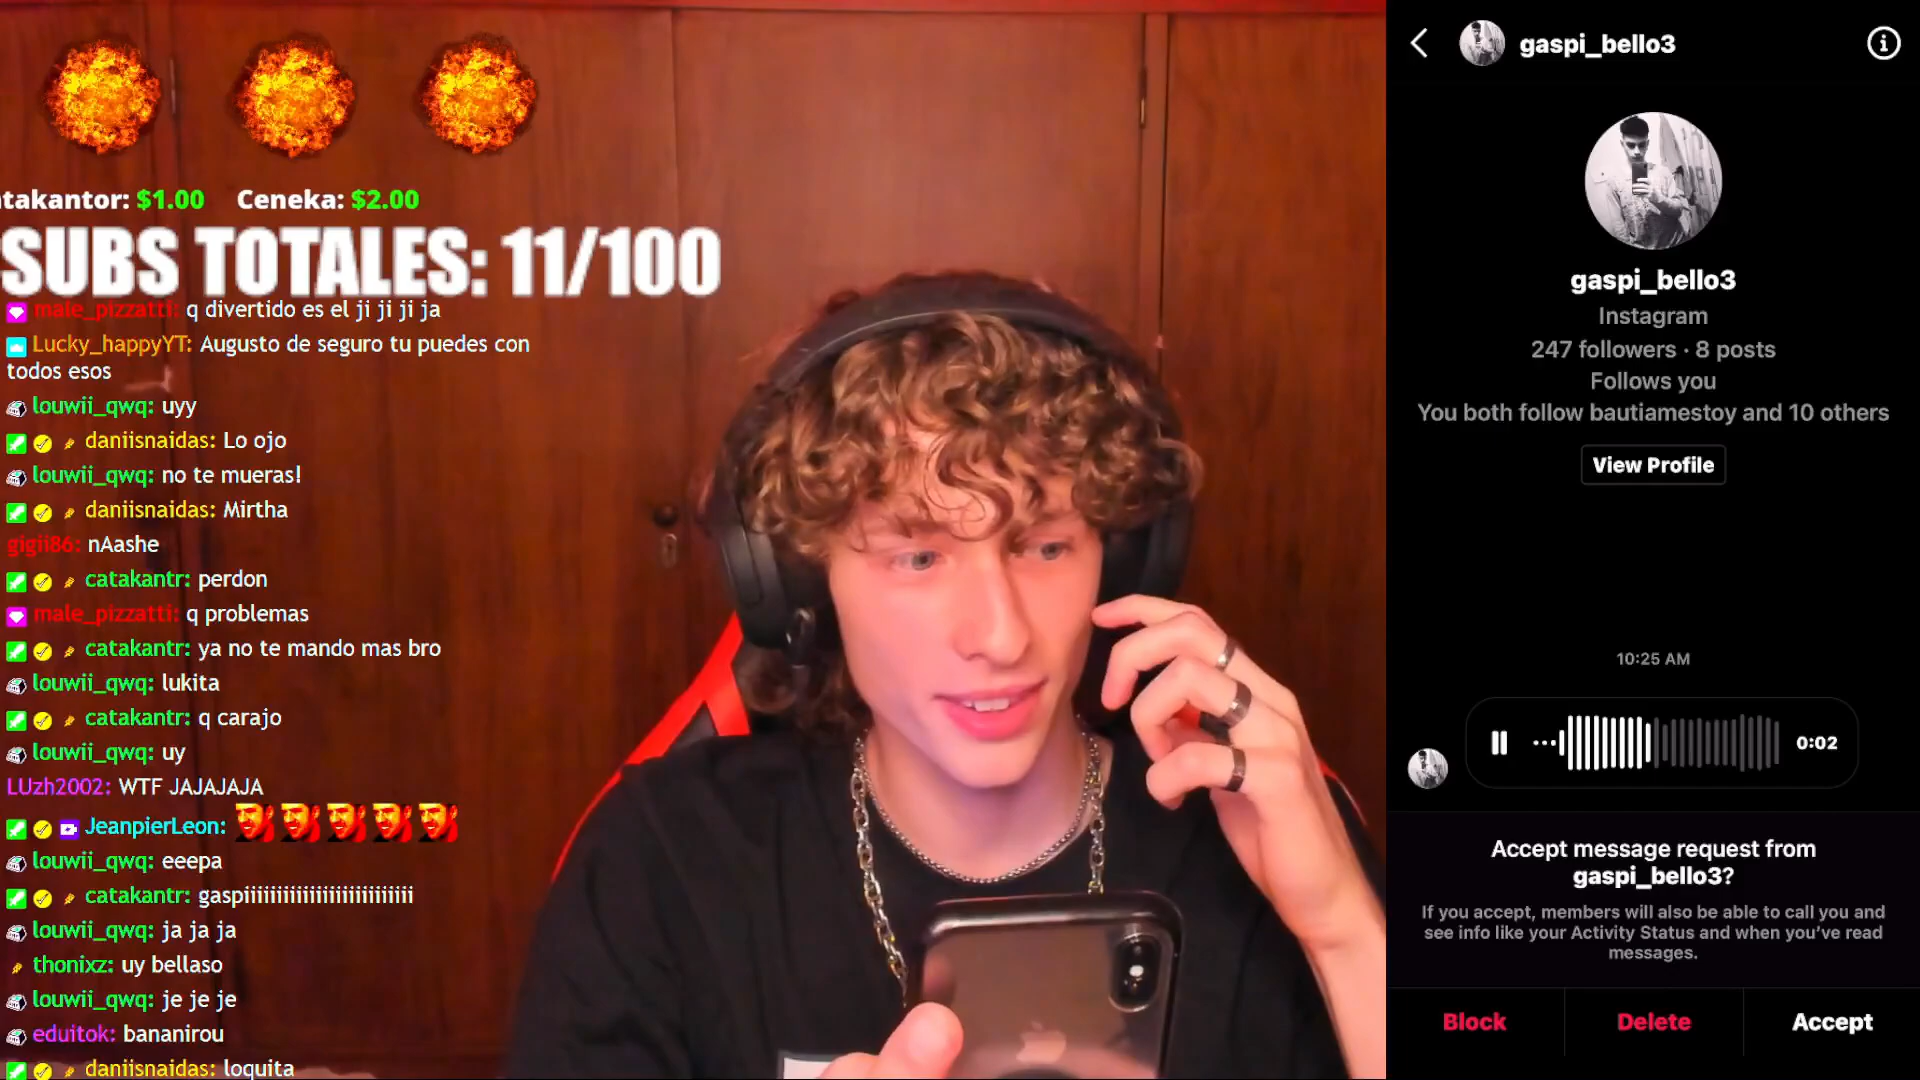 takantor: $1.00 Ceneka: $2.00
SUBS TOTALES: 11/100
male_pizzatti: q divertido es el ji ji ji ja
Lucky_happyYT: Augusto de seguro tu puedes con
todos esos
louwii_qwq: uyy
daniisnaidas: Lo ojo
louwii_qwq: no te mueras!
daniisnaidas: Mirtha
gigii86: nAashe
catakantr: perdon
male_pizzatti: q problemas
catakantr: ya no te mando mas bro
louwii_qwq: lukita
catakantr: q carajo
louwii_qwq: uy
LUzh2002: WTF JAJAJAJA
JeanpierLeon:
louwii_qwq: eeepa
catakantr: gaspiiiiiiiiiiiiiiiiiiiiiiiiii
louwii_qwq: ja ja ja
thonixz: uy bellaso
louwii_qwq: je je je
eduitok: bananirou
daniisnaidas: loquita
gaspi_bello3
gaspi_bello3
Instagram
247 followers · 8 posts
Follows you
You both follow bautiamestoy and 10 others
View Profile
10:25 AM
0:02
Accept message request from
gaspi_bello3?
If you accept, members will also be able to call you and
see info like your Activity Status and when you've read
messages.
Block Delete Accept